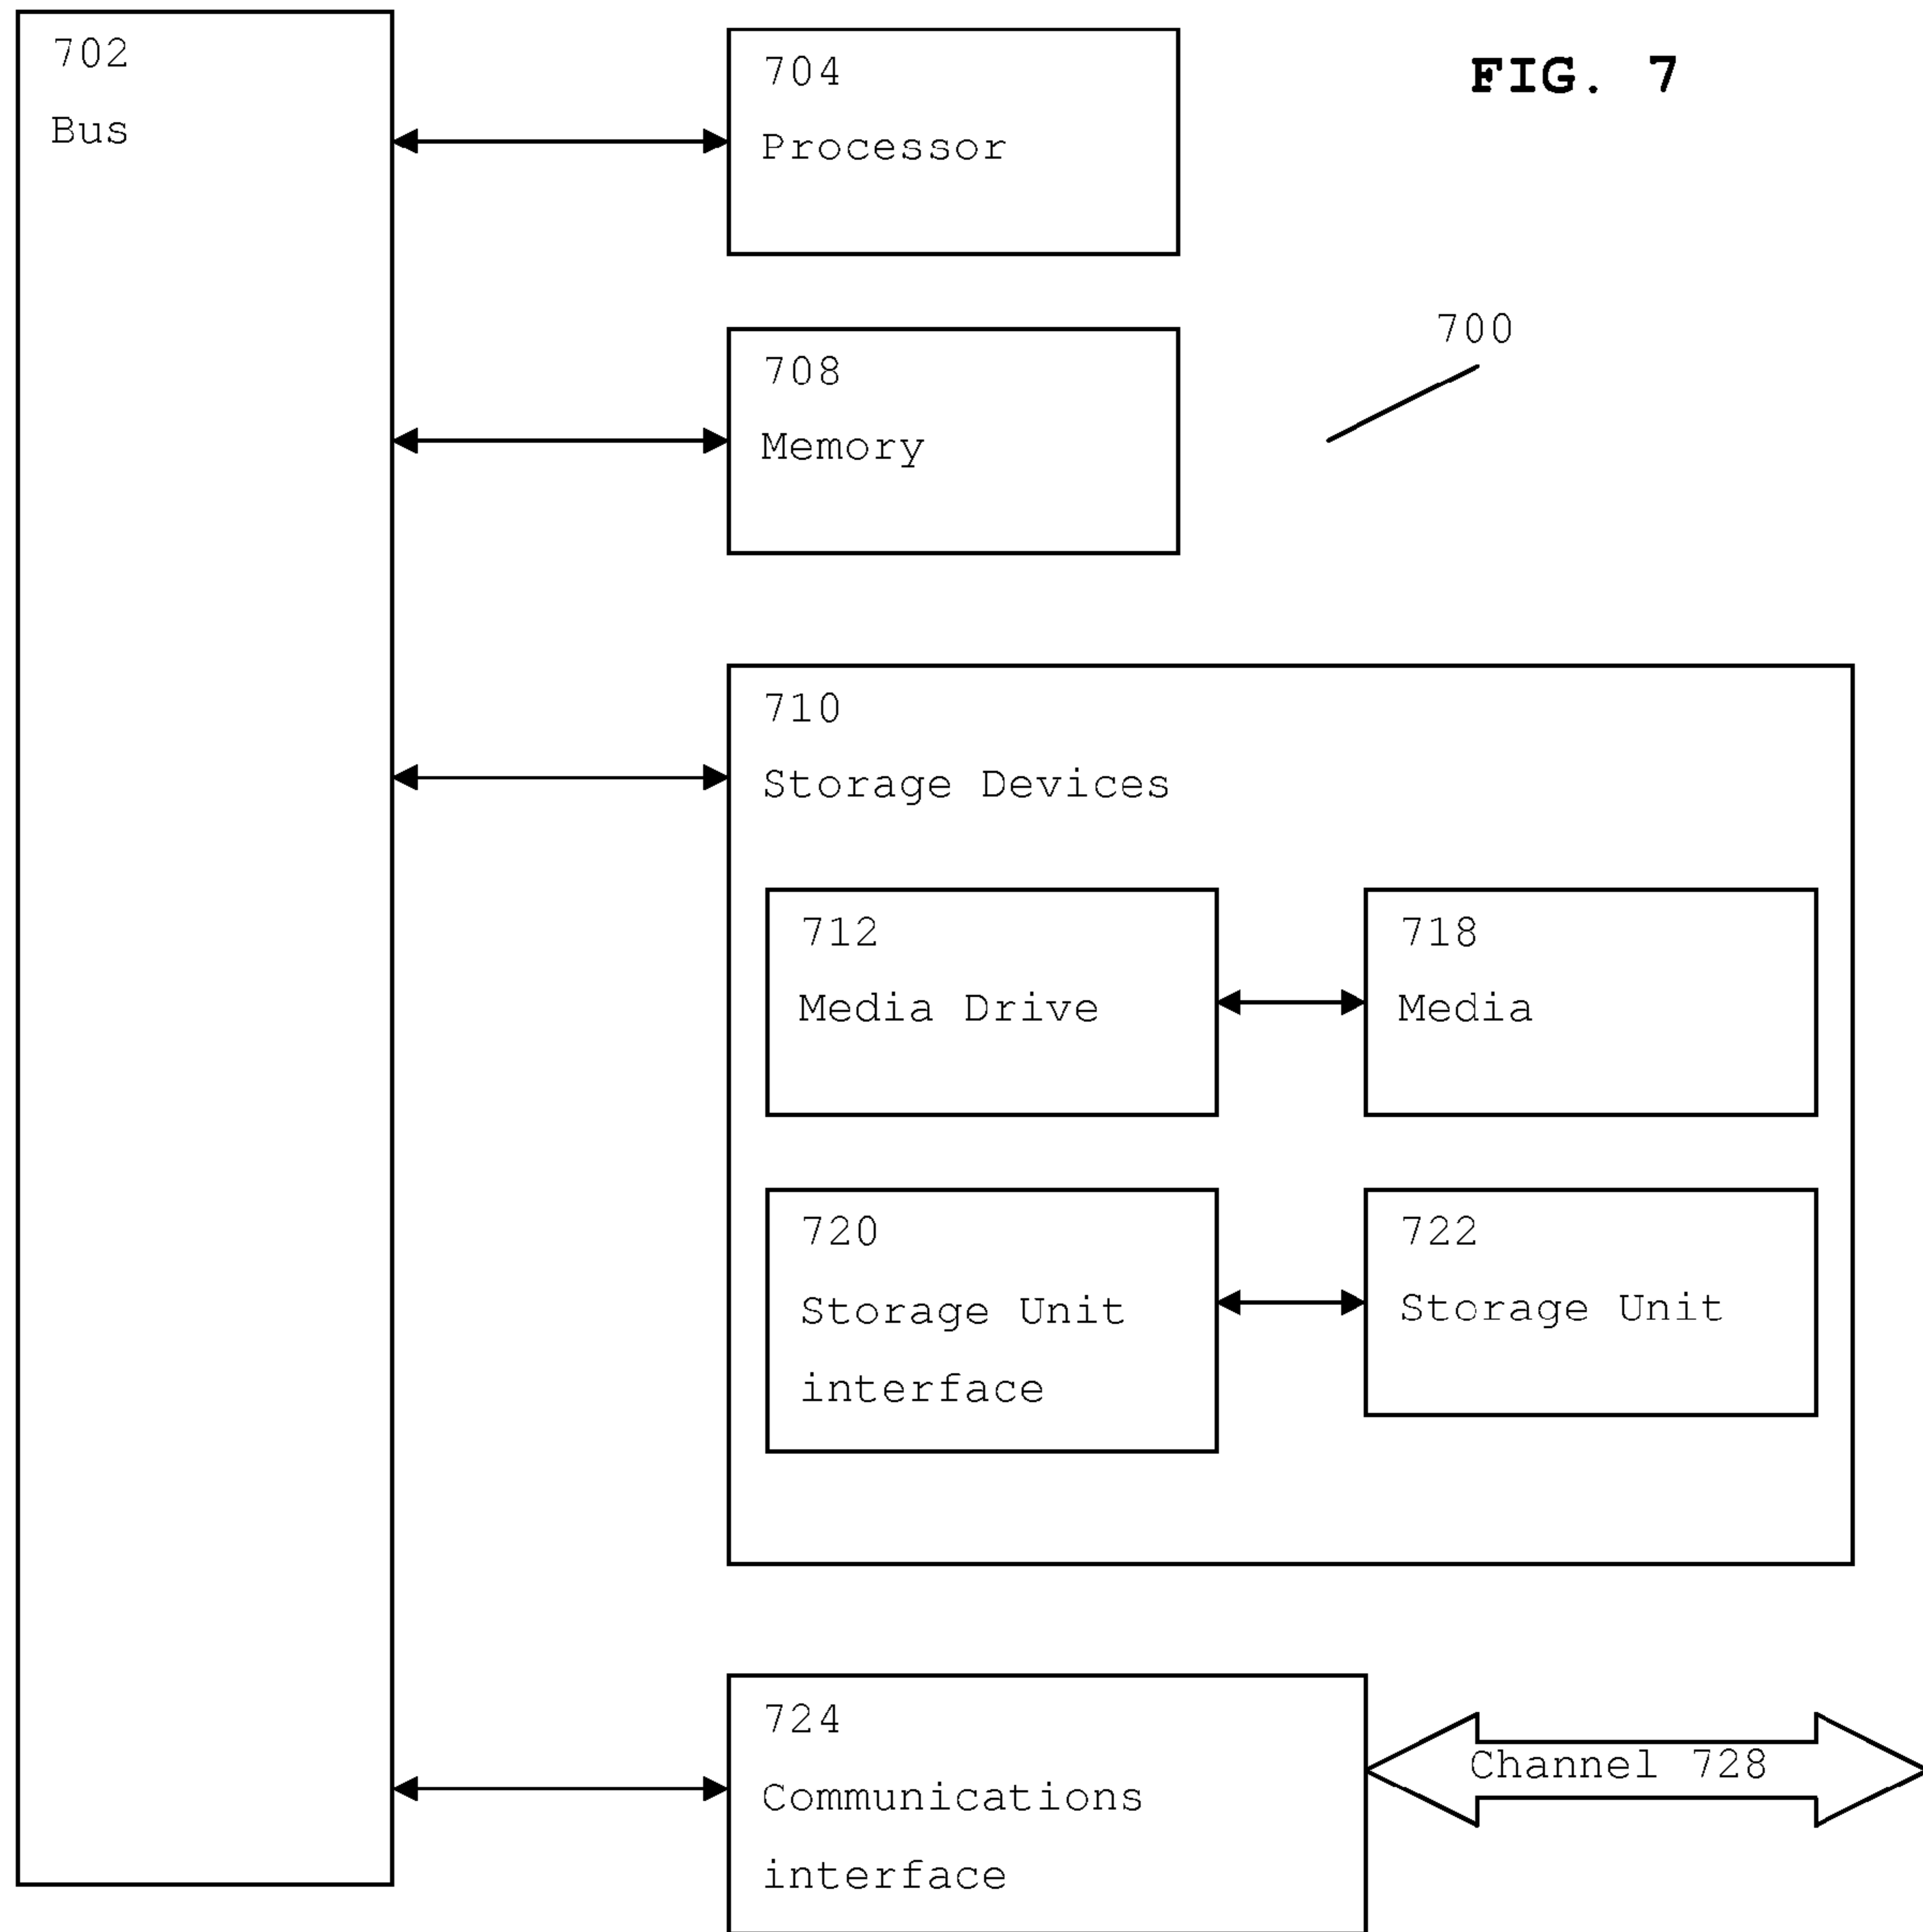 702
Bus
704
Processor
FIG. 7
708
Memory
700
710
Storage Devices
712
Media Drive
718
Media
720
Storage Unit
interface
722
Storage Unit
724
Communications
interface
Channel 728